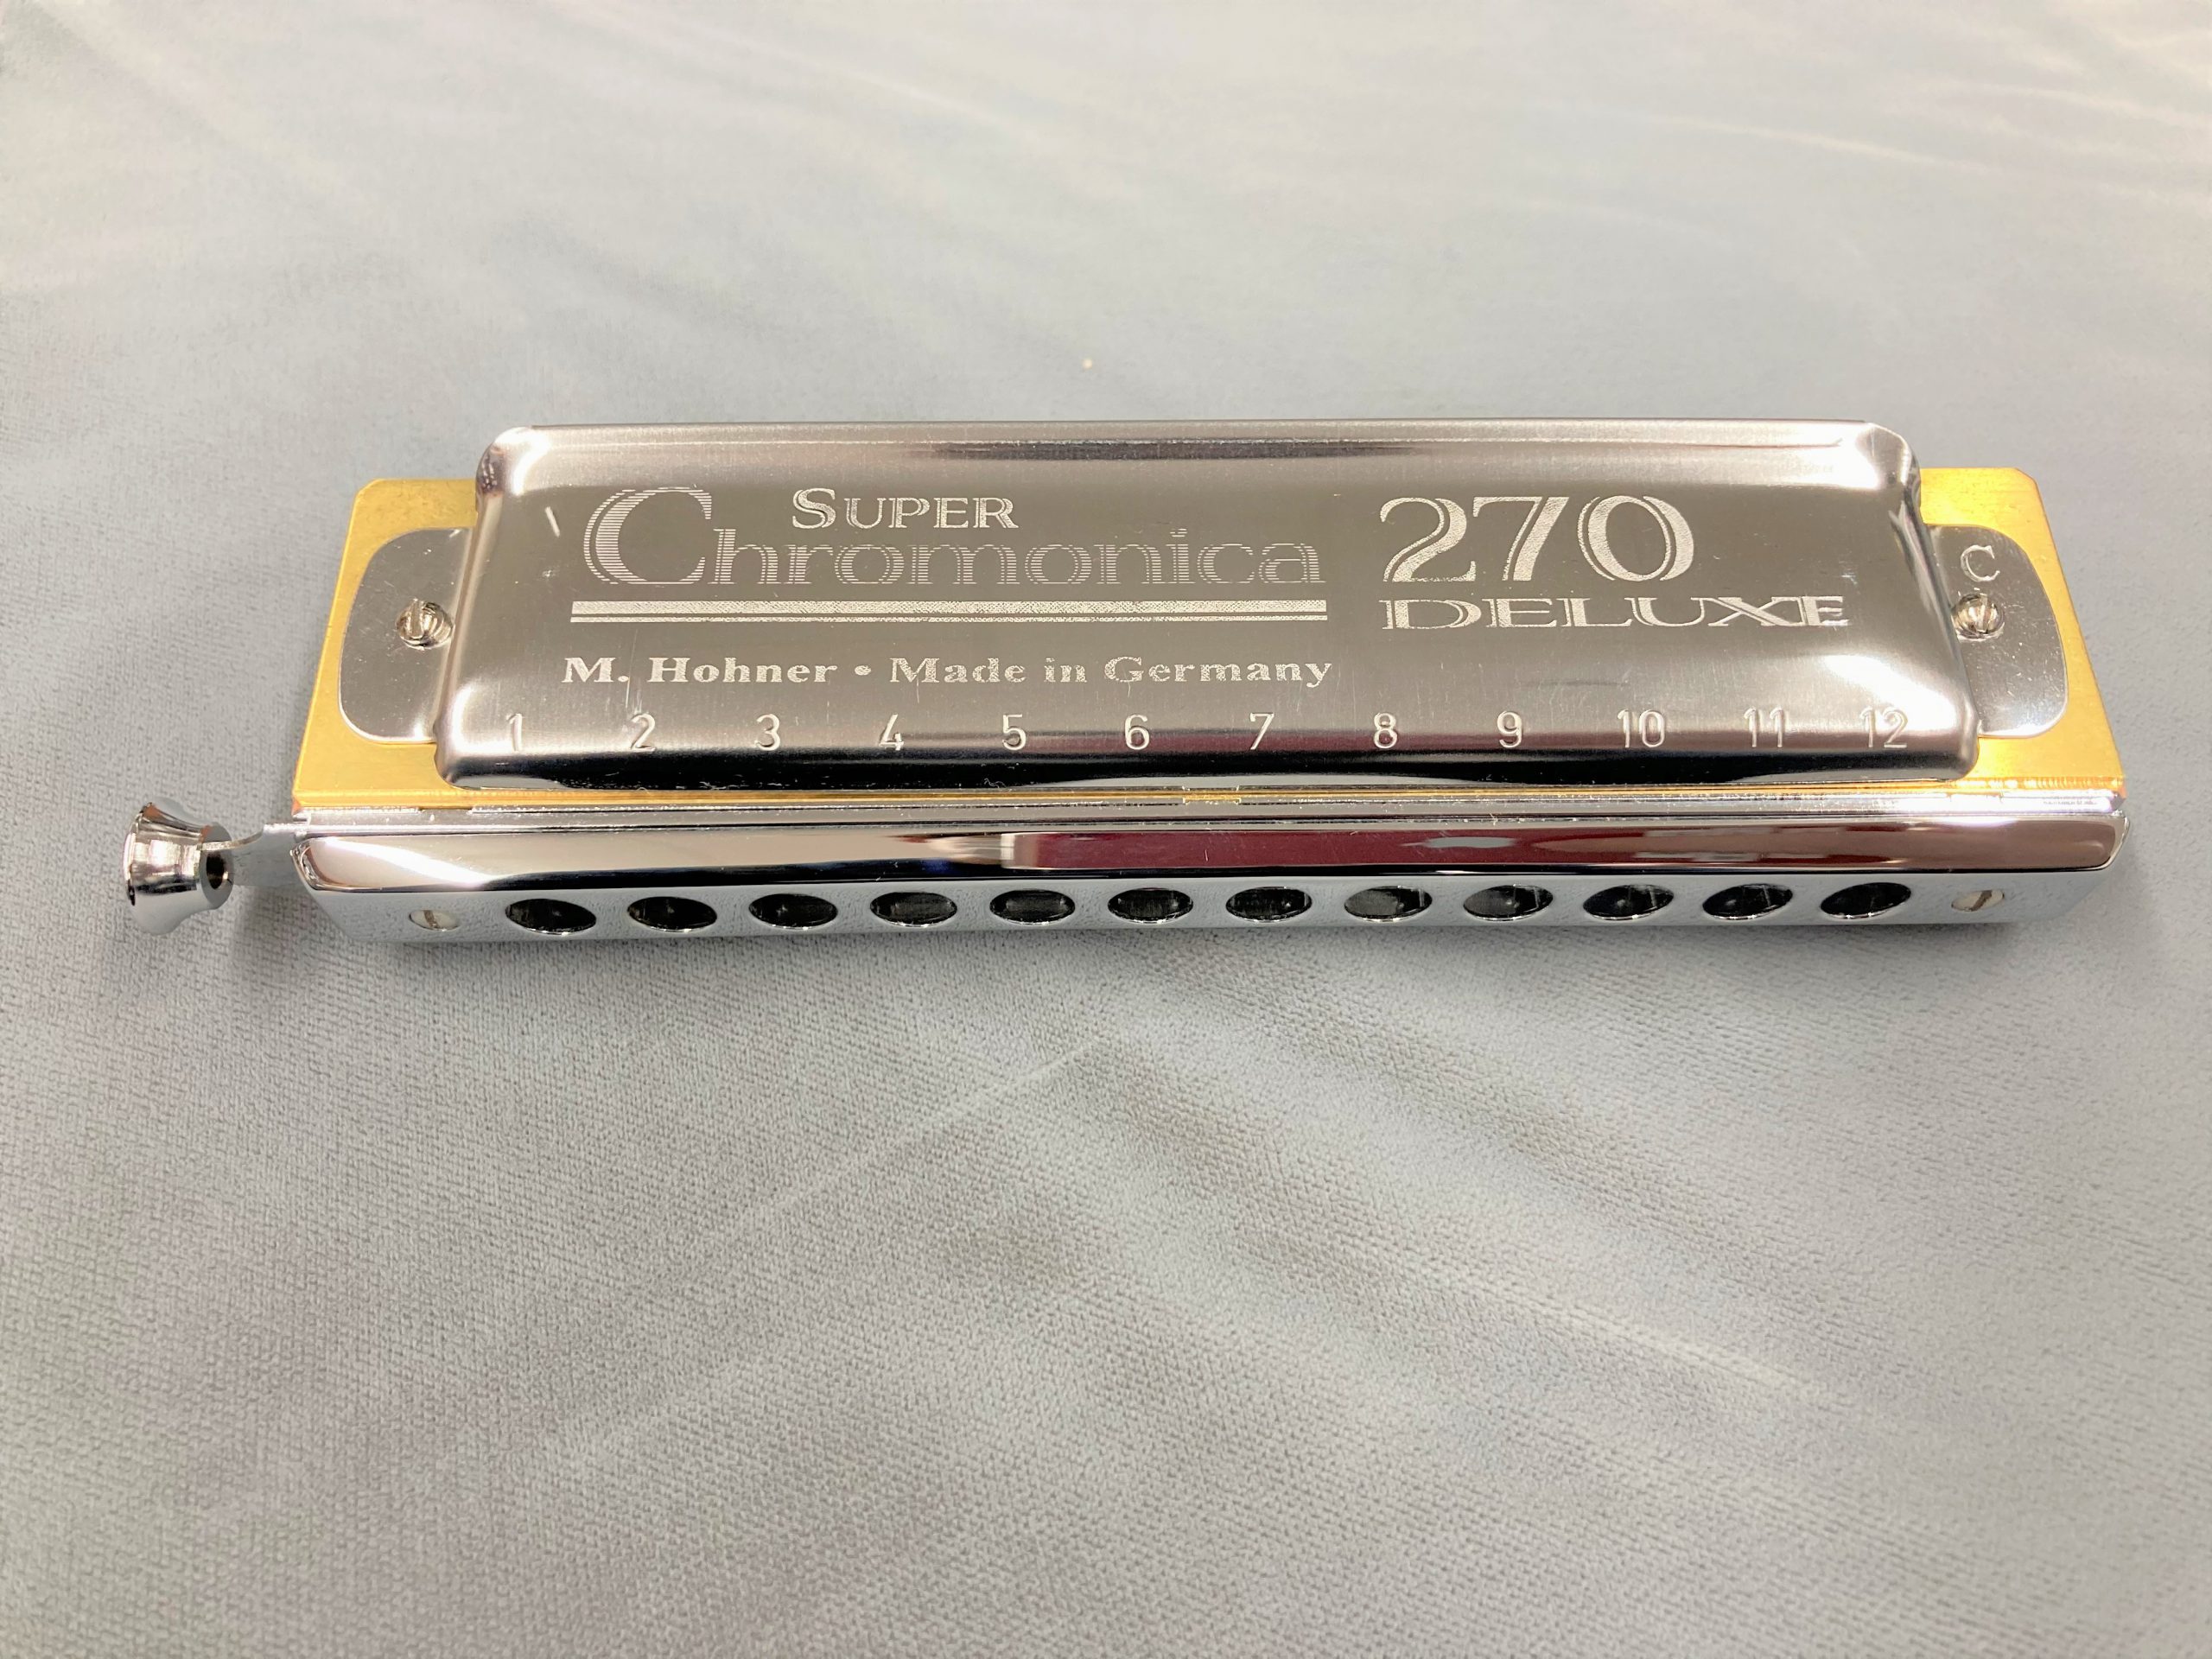 SUPER
Chromonica
270
DELUXE
C
M. Hohner • Made in Germany
1 2 3 4 5 6 7 8 9 10 11 12